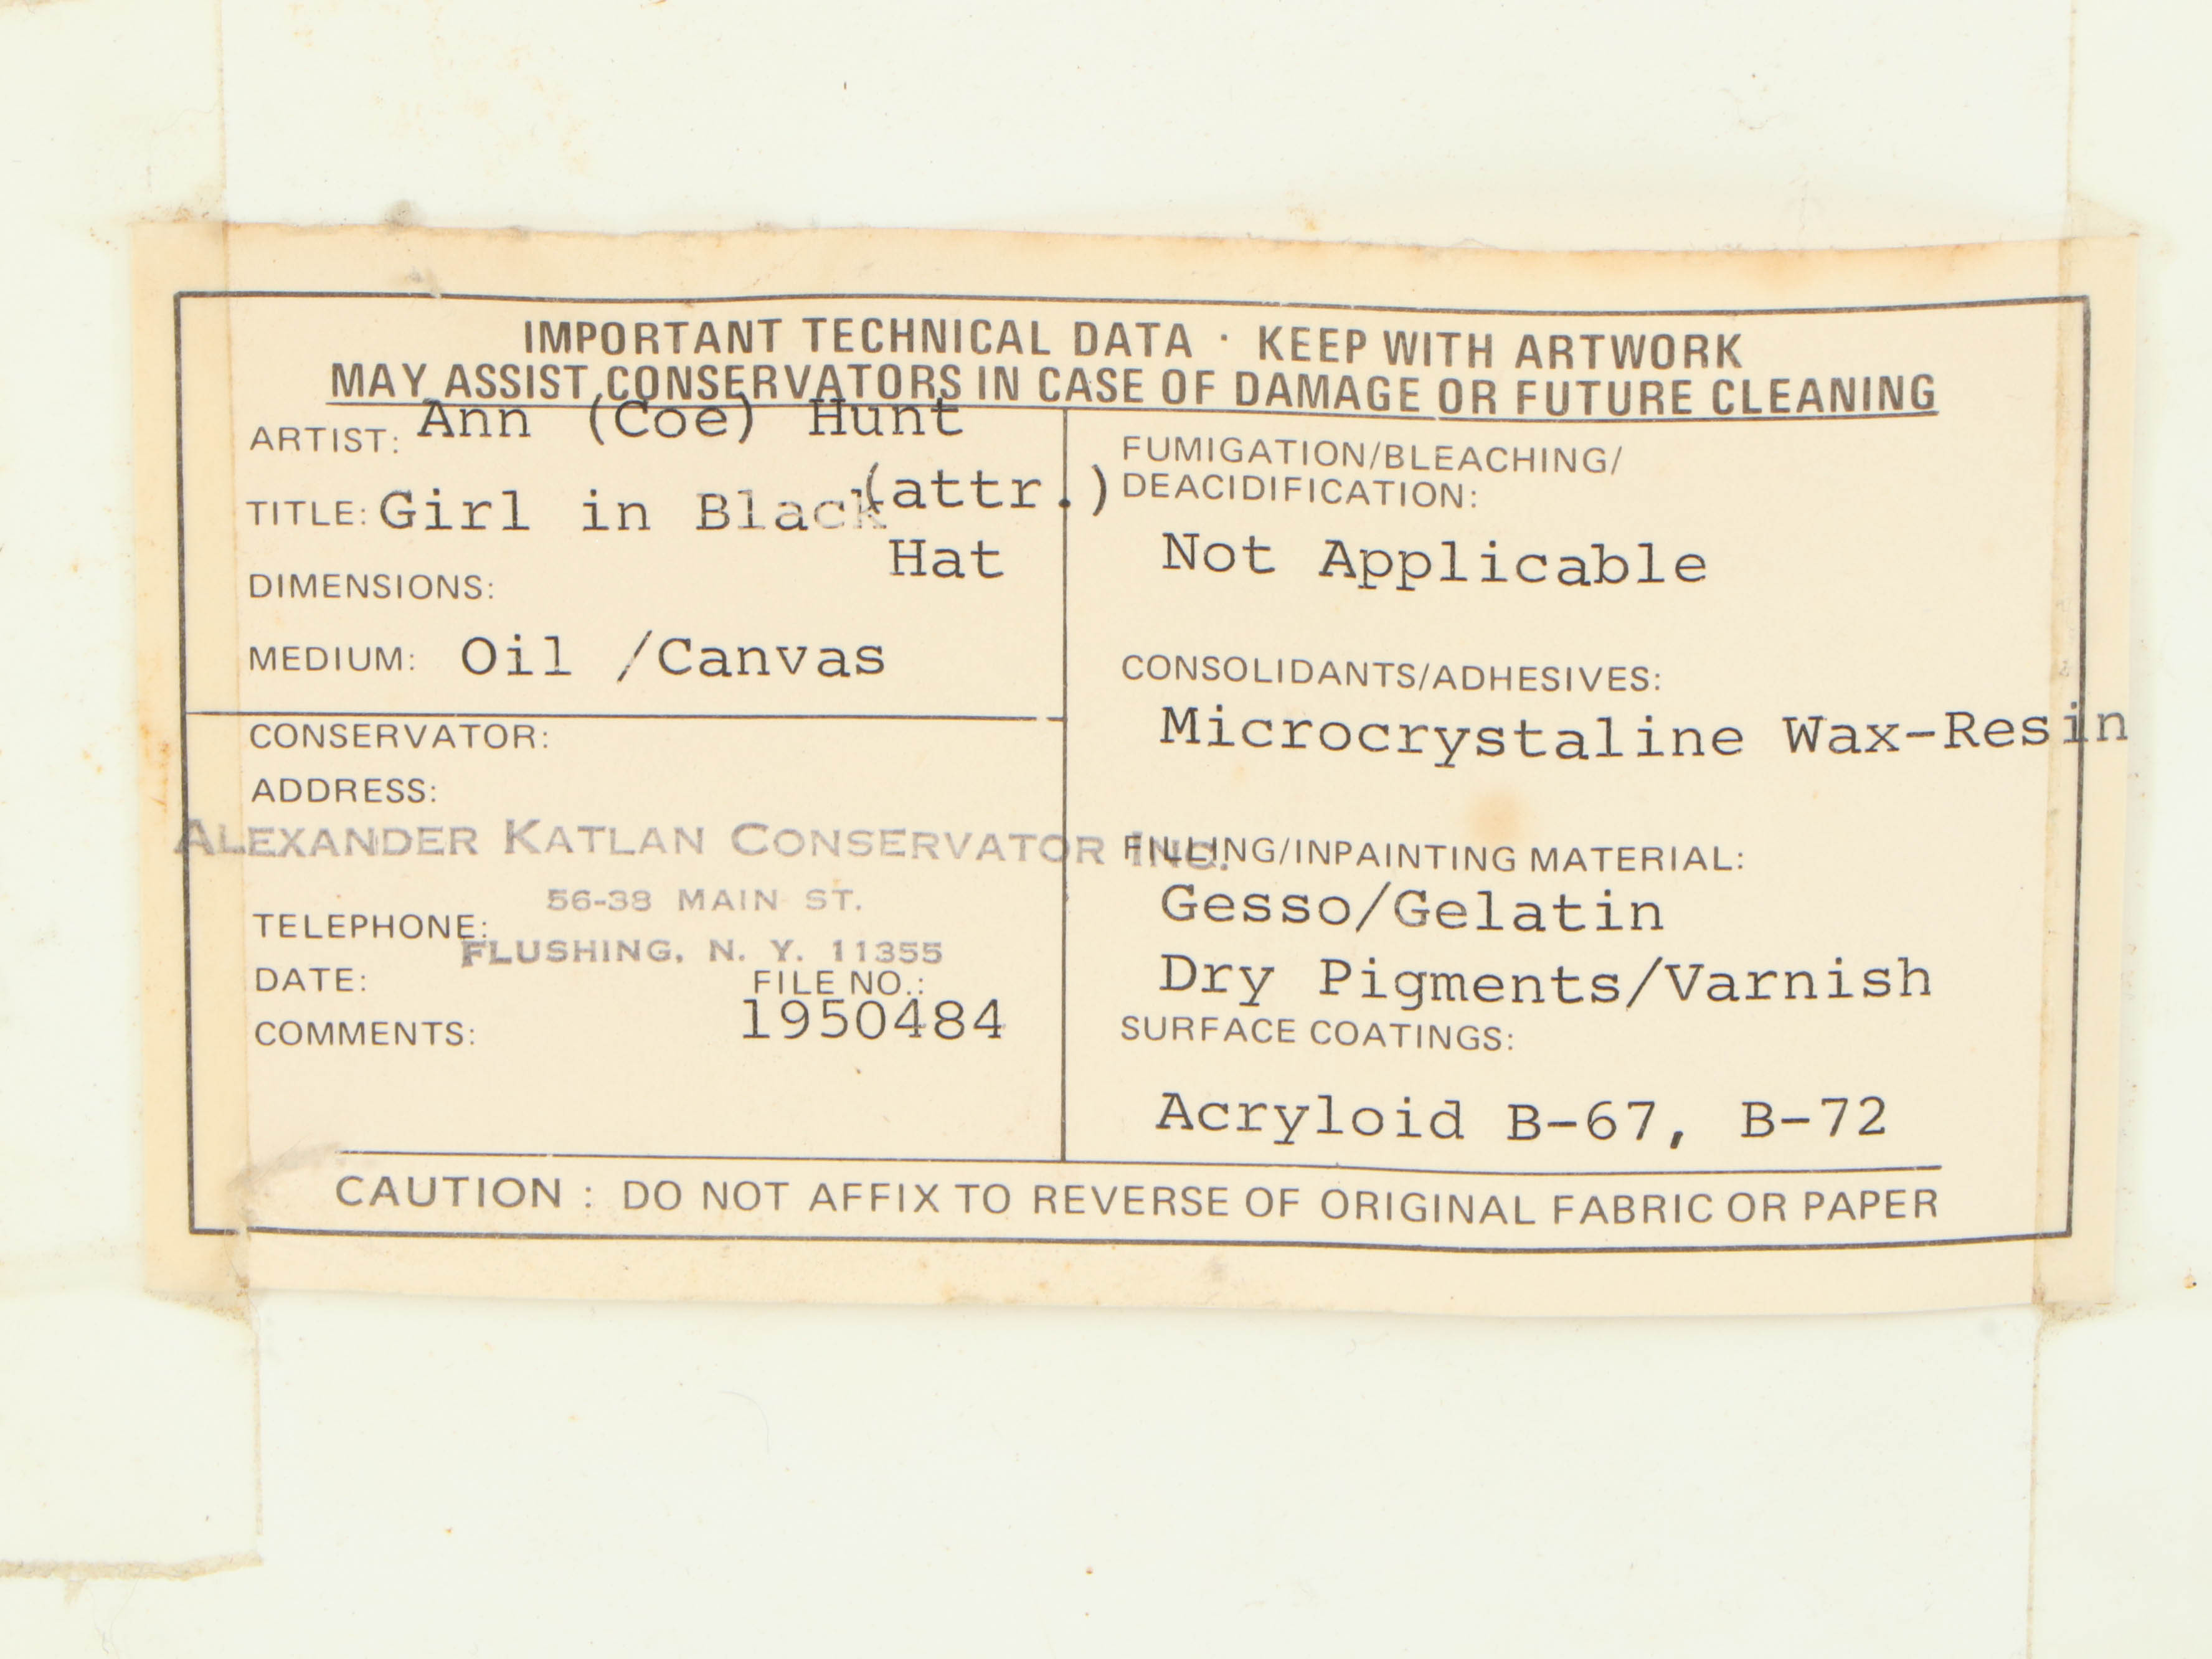 IMPORTANT TECHNICAL DATA · KEEP WITH ARTWORK
MAY ASSIST CONSERVATORS IN CASE OF DAMAGE OR FUTURE CLEANING
ARTIST: Ann (Coe) Hunt
(attr.)
TITLE: Girl in Black
Hat
DIMENSIONS:
MEDIUM: Oil /Canvas
CONSERVATOR:
ADDRESS:
ALEXANDER KATLAN CONSERVATOR INC.
56-38 MAIN ST.
TELEPHONE:
FLUSHING, N. Y. 11355
DATE: FILE NO.:
1950484
COMMENTS:
FUMIGATION/BLEACHING/
DEACIDIFICATION:
Not Applicable
CONSOLIDANTS/ADHESIVES:
Microcrystaline Wax-Resin
FILLING/INPAINTING MATERIAL:
Gesso/Gelatin
Dry Pigments/Varnish
SURFACE COATINGS:
Acryloid B-67, B-72
CAUTION : DO NOT AFFIX TO REVERSE OF ORIGINAL FABRIC OR PAPER